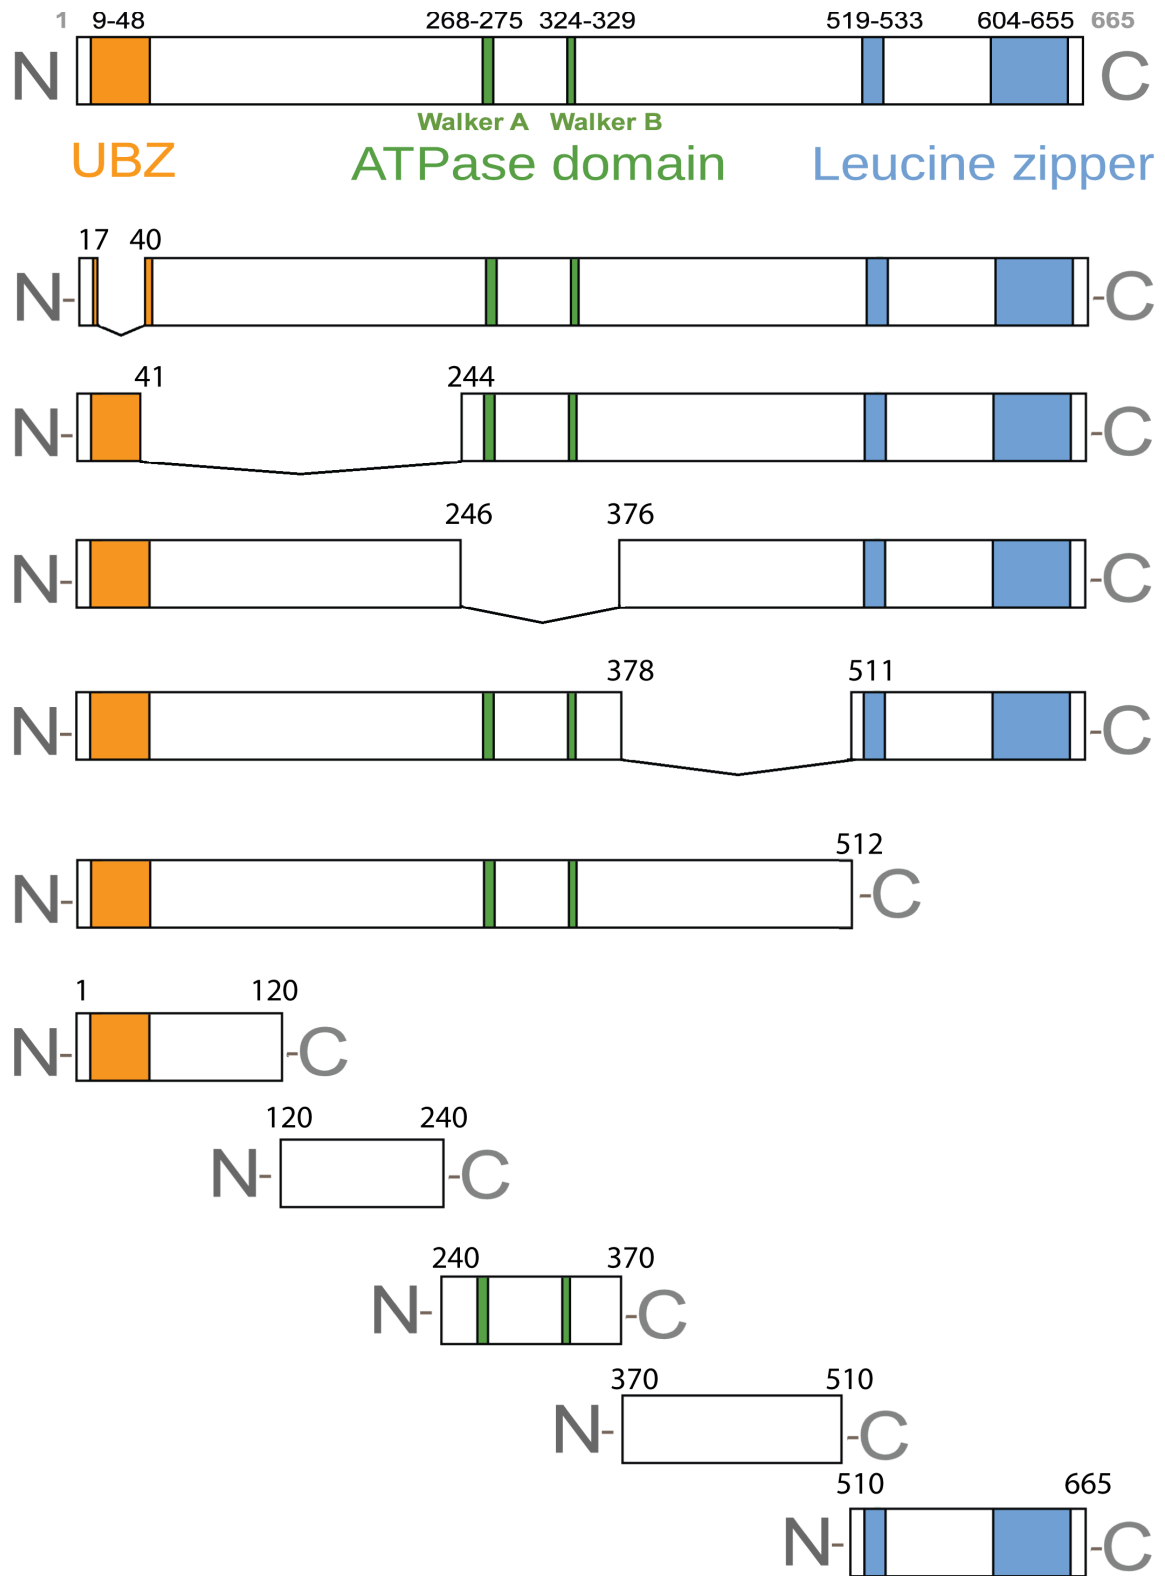 1 9-48 268-275 324-329 519-533 604-655 665
N C
Walker A Walker B
UBZ ATPase domain Leucine zipper
17 40
N- -C
41 244
N- -C
246 376
N- -C
378 511
N- -C
512
N- -C
1 120
N- -C
120 240
N- -C
240 370
N- -C
370 510
N- -C
510 665
N- -C